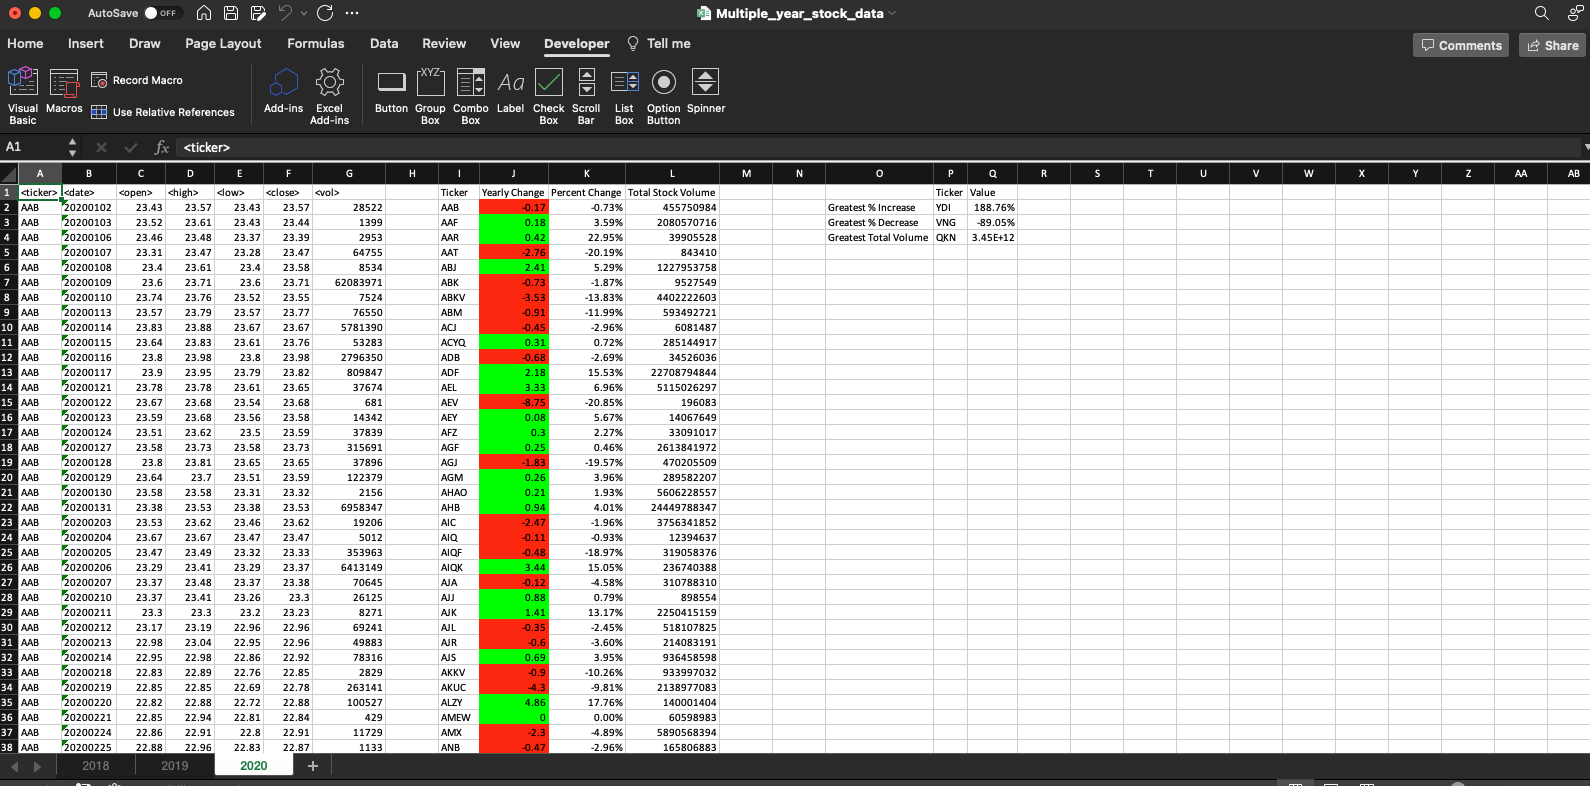 AutoSave OFF Multiple_year_stock_data
Home Insert Draw Page Layout Formulas Data Review View Developer Tell me Comments Share
Visual Basic Macros Record Macro Use Relative References Add-ins Excel Add-ins Button Group Box Combo Box Label Check Box Scroll Bar List Box Option Button Spinner
XYZ Aa
A1 fx <ticker>
A B C D E F G H I J K L M N O P Q R S T U V W X Y Z AA AB
1 <ticker> <date> <open> <high> <low> <close> <vol> Ticker Yearly Change Percent Change Total Stock Volume Ticker Value
2 AAB 20200102 23.43 23.57 23.43 23.57 28522 AAB -0.17 -0.73% 455750984 Greatest % Increase YDI 188.76%
3 AAB 20200103 23.52 23.61 23.43 23.44 1399 AAF 0.18 3.59% 2080570716 Greatest % Decrease VNG -89.05%
4 AAB 20200106 23.46 23.48 23.37 23.39 2953 AAR 0.42 22.95% 39905528 Greatest Total Volume QKN 3.45E+12
5 AAB 20200107 23.31 23.47 23.28 23.47 64755 AAT -2.76 -20.19% 843410
6 AAB 20200108 23.4 23.61 23.4 23.58 8534 ABJ 2.41 5.29% 1227953758
7 AAB 20200109 23.6 23.71 23.6 23.71 62083971 ABK -0.73 -1.87% 9527549
8 AAB 20200110 23.74 23.76 23.52 23.55 7524 ABKV -3.53 -13.83% 4402222603
9 AAB 20200113 23.57 23.79 23.57 23.77 76550 ABM -0.91 -11.99% 593492721
10 AAB 20200114 23.83 23.88 23.67 23.67 5781390 ACJ -0.45 -2.96% 6081487
11 AAB 20200115 23.64 23.83 23.61 23.76 53283 ACYQ 0.31 0.72% 285144917
12 AAB 20200116 23.8 23.98 23.8 23.98 2796350 ADB -0.68 -2.69% 34526036
13 AAB 20200117 23.9 23.95 23.79 23.82 809847 ADF 2.18 15.53% 22708794844
14 AAB 20200121 23.78 23.78 23.61 23.65 37674 AEL 3.33 6.96% 5115026297
15 AAB 20200122 23.67 23.68 23.54 23.68 681 AEV -8.75 -20.85% 196083
16 AAB 20200123 23.59 23.68 23.56 23.58 14342 AEY 0.08 5.67% 14067649
17 AAB 20200124 23.51 23.62 23.5 23.59 37839 AFZ 0.3 2.27% 33091017
18 AAB 20200127 23.58 23.73 23.58 23.73 315691 AGF 0.25 0.46% 2613841972
19 AAB 20200128 23.8 23.81 23.65 23.65 37896 AGJ -1.83 -19.57% 470205509
20 AAB 20200129 23.64 23.7 23.51 23.59 122379 AGM 0.26 3.96% 289582207
21 AAB 20200130 23.58 23.58 23.31 23.32 2156 AHAO 0.21 1.93% 5606228557
22 AAB 20200131 23.38 23.53 23.38 23.53 6958347 AHB 0.94 4.01% 24449788347
23 AAB 20200203 23.53 23.62 23.46 23.62 19206 AIC -2.47 -1.96% 3756341852
24 AAB 20200204 23.67 23.67 23.47 23.47 5012 AIQ -0.11 -0.93% 12394637
25 AAB 20200205 23.47 23.49 23.32 23.33 353963 AIQF -0.48 -18.97% 319058376
26 AAB 20200206 23.29 23.41 23.29 23.37 6413149 AIQK 3.44 15.05% 236740388
27 AAB 20200207 23.37 23.48 23.37 23.38 70645 AJA -0.12 -4.58% 310788310
28 AAB 20200210 23.37 23.41 23.26 23.3 26125 AJJ 0.88 0.79% 898554
29 AAB 20200211 23.3 23.3 23.2 23.23 8271 AJK 1.41 13.17% 2250415159
30 AAB 20200212 23.17 23.19 22.96 22.96 69241 AJL -0.35 -2.45% 518107825
31 AAB 20200213 22.98 23.04 22.95 22.96 49883 AJR -0.6 -3.60% 214083191
32 AAB 20200214 22.95 22.98 22.86 22.92 78316 AJS 0.69 3.95% 936458598
33 AAB 20200218 22.83 22.89 22.76 22.85 2829 AKKV -0.9 -10.26% 933997032
34 AAB 20200219 22.85 22.85 22.69 22.78 263141 AKUC -4.3 -9.81% 2138977083
35 AAB 20200220 22.82 22.88 22.72 22.88 100527 ALZY 4.86 17.76% 140001404
36 AAB 20200221 22.85 22.94 22.81 22.84 429 AMEW 0 0.00% 60598983
37 AAB 20200224 22.86 22.91 22.8 22.91 11729 AMX -2.3 -4.89% 5890568394
38 AAB 20200225 22.88 22.96 22.83 22.87 1133 ANB -0.47 -2.96% 165806883
2018 2019 2020 +